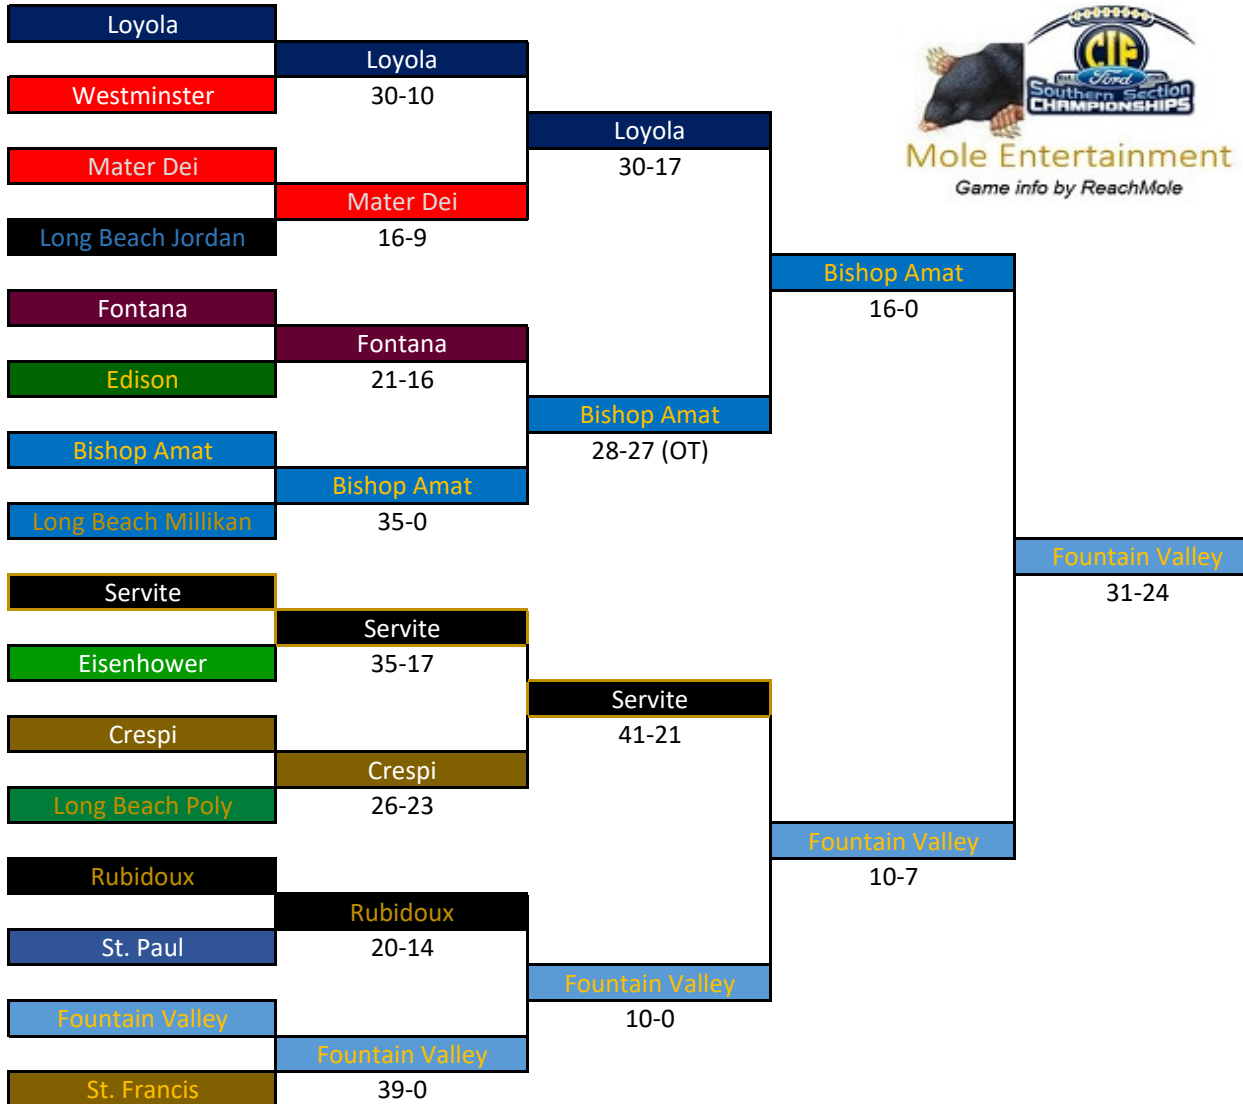 Loyola
Loyola
Westminster
30-10
Loyola
Mater Dei
30-17
Mater Dei
Long Beach Jordan
16-9
Bishop Amat
Fontana
16-0
Fontana
Edison
21-16
Bishop Amat
Bishop Amat
28-27 (OT)
Bishop Amat
Long Beach Millikan
35-0
Fountain Valley
Servite
31-24
Servite
Eisenhower
35-17
Servite
Crespi
41-21
Crespi
Long Beach Poly
26-23
Fountain Valley
Rubidoux
10-7
Rubidoux
St. Paul
20-14
Fountain Valley
Fountain Valley
10-0
Fountain Valley
St. Francis
39-0
CIF
Ford
Southern Section
CHAMPIONSHIPS
Mole Entertainment
Game info by ReachMole